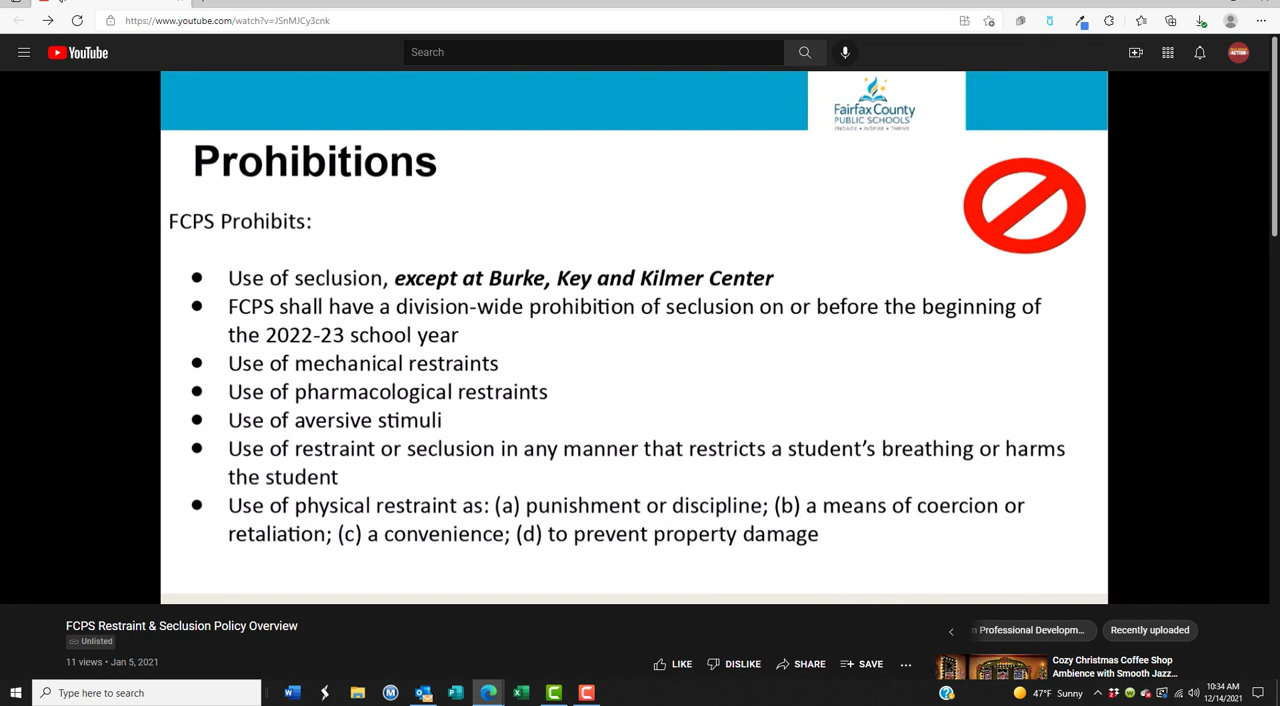 https://www.youtube.com/watch?v=JSnMJCy3cnk
YouTube
Search
Fairfax County
PUBLIC SCHOOLS
ENGAGE • INSPIRE • THRIVE
Prohibitions
FCPS Prohibits:
● Use of seclusion, except at Burke, Key and Kilmer Center
● FCPS shall have a division-wide prohibition of seclusion on or before the beginning of
the 2022-23 school year
● Use of mechanical restraints
● Use of pharmacological restraints
● Use of aversive stimuli
● Use of restraint or seclusion in any manner that restricts a student's breathing or harms
the student
● Use of physical restraint as: (a) punishment or discipline; (b) a means of coercion or
retaliation; (c) a convenience; (d) to prevent property damage
FCPS Restraint & Seclusion Policy Overview
Unlisted
11 views • Jan 5, 2021
LIKE DISLIKE SHARE SAVE
Professional Developm... Recently uploaded
Cozy Christmas Coffee Shop
Ambience with Smooth Jazz...
Type here to search
47°F Sunny
10:34 AM
12/14/2021